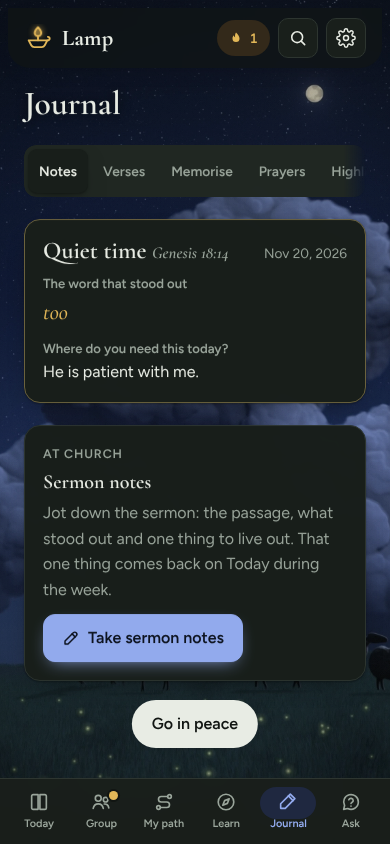 Lamp
1
Journal
Notes Verses Memorise Prayers High
Quiet time Genesis 18:14 Nov 20, 2026
The word that stood out
too
Where do you need this today?
He is patient with me.
AT CHURCH
Sermon notes
Jot down the sermon: the passage, what
stood out and one thing to live out. That
one thing comes back on Today during
the week.
Take sermon notes
Go in peace
Today Group My path Learn Journal Ask